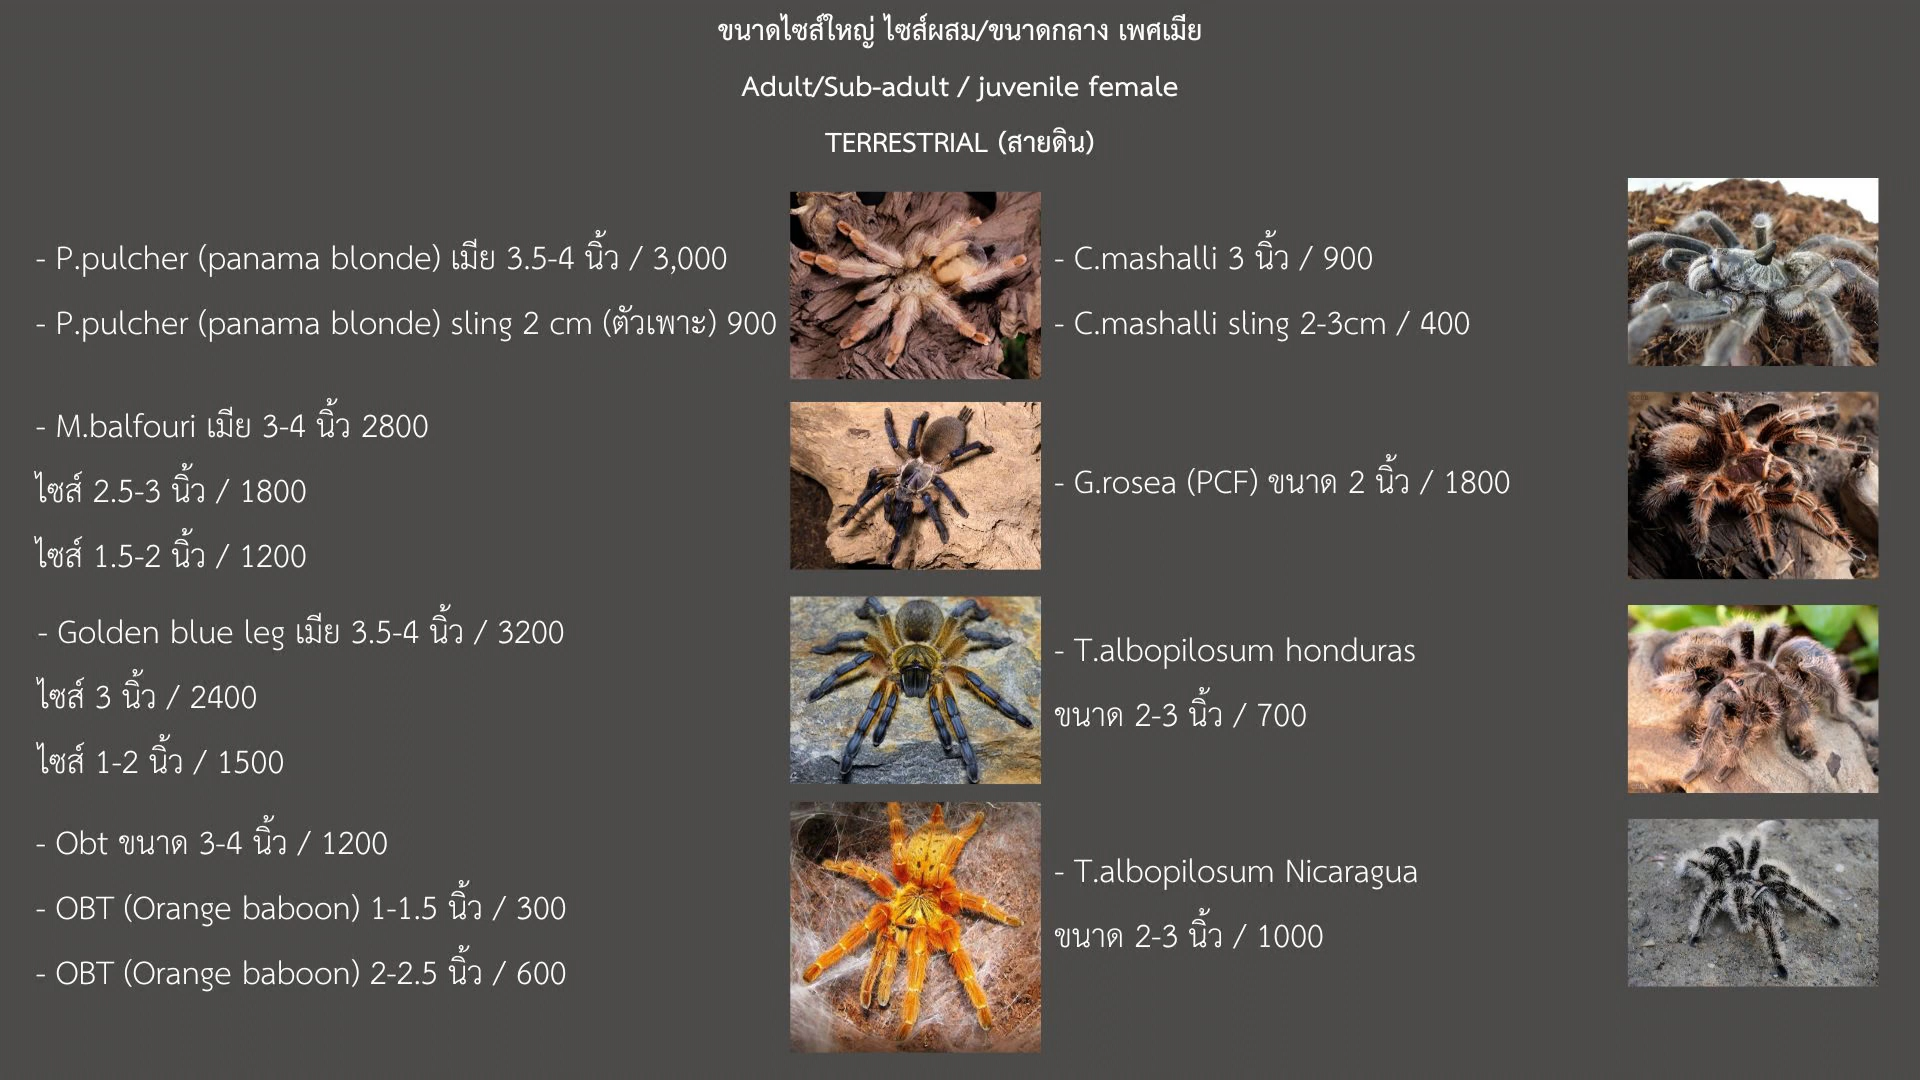 ขนาดไซส์ใหญ่ ไซส์ผสม/ขนาดกลาง เพศเมีย
Adult/Sub-adult / juvenile female
TERRESTRIAL (สายดิน)
- P.pulcher (panama blonde) เมีย 3.5-4 นิ้ว / 3,000
- P.pulcher (panama blonde) sling 2 cm (ตัวเพาะ) 900
- M.balfouri เมีย 3-4 นิ้ว 2800
ไซส์ 2.5-3 นิ้ว / 1800
ไซส์ 1.5-2 นิ้ว / 1200
- Golden blue leg เมีย 3.5-4 นิ้ว / 3200
ไซส์ 3 นิ้ว / 2400
ไซส์ 1-2 นิ้ว / 1500
- Obt ขนาด 3-4 นิ้ว / 1200
- OBT (Orange baboon) 1-1.5 นิ้ว / 300
- OBT (Orange baboon) 2-2.5 นิ้ว / 600
- C.mashalli 3 นิ้ว / 900
- C.mashalli sling 2-3cm / 400
- G.rosea (PCF) ขนาด 2 นิ้ว / 1800
- T.albopilosum honduras
ขนาด 2-3 นิ้ว / 700
- T.albopilosum Nicaragua
ขนาด 2-3 นิ้ว / 1000